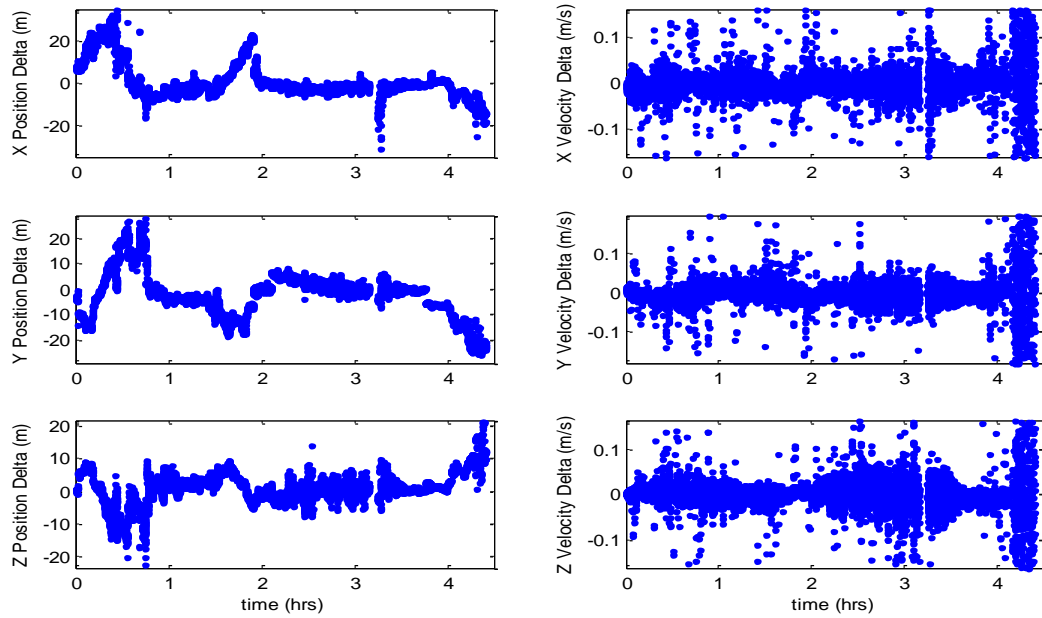 X Position Delta (m)
20
0
-20
0 1 2 3 4
X Velocity Delta (m/s)
0.1
0
-0.1
0 1 2 3 4
Y Position Delta (m)
20
10
0
-10
-20
0 1 2 3 4
Y Velocity Delta (m/s)
0.1
0
-0.1
0 1 2 3 4
Z Position Delta (m)
20
10
0
-10
-20
0 1 2 3 4
time (hrs)
Z Velocity Delta (m/s)
0.1
0
-0.1
0 1 2 3 4
time (hrs)